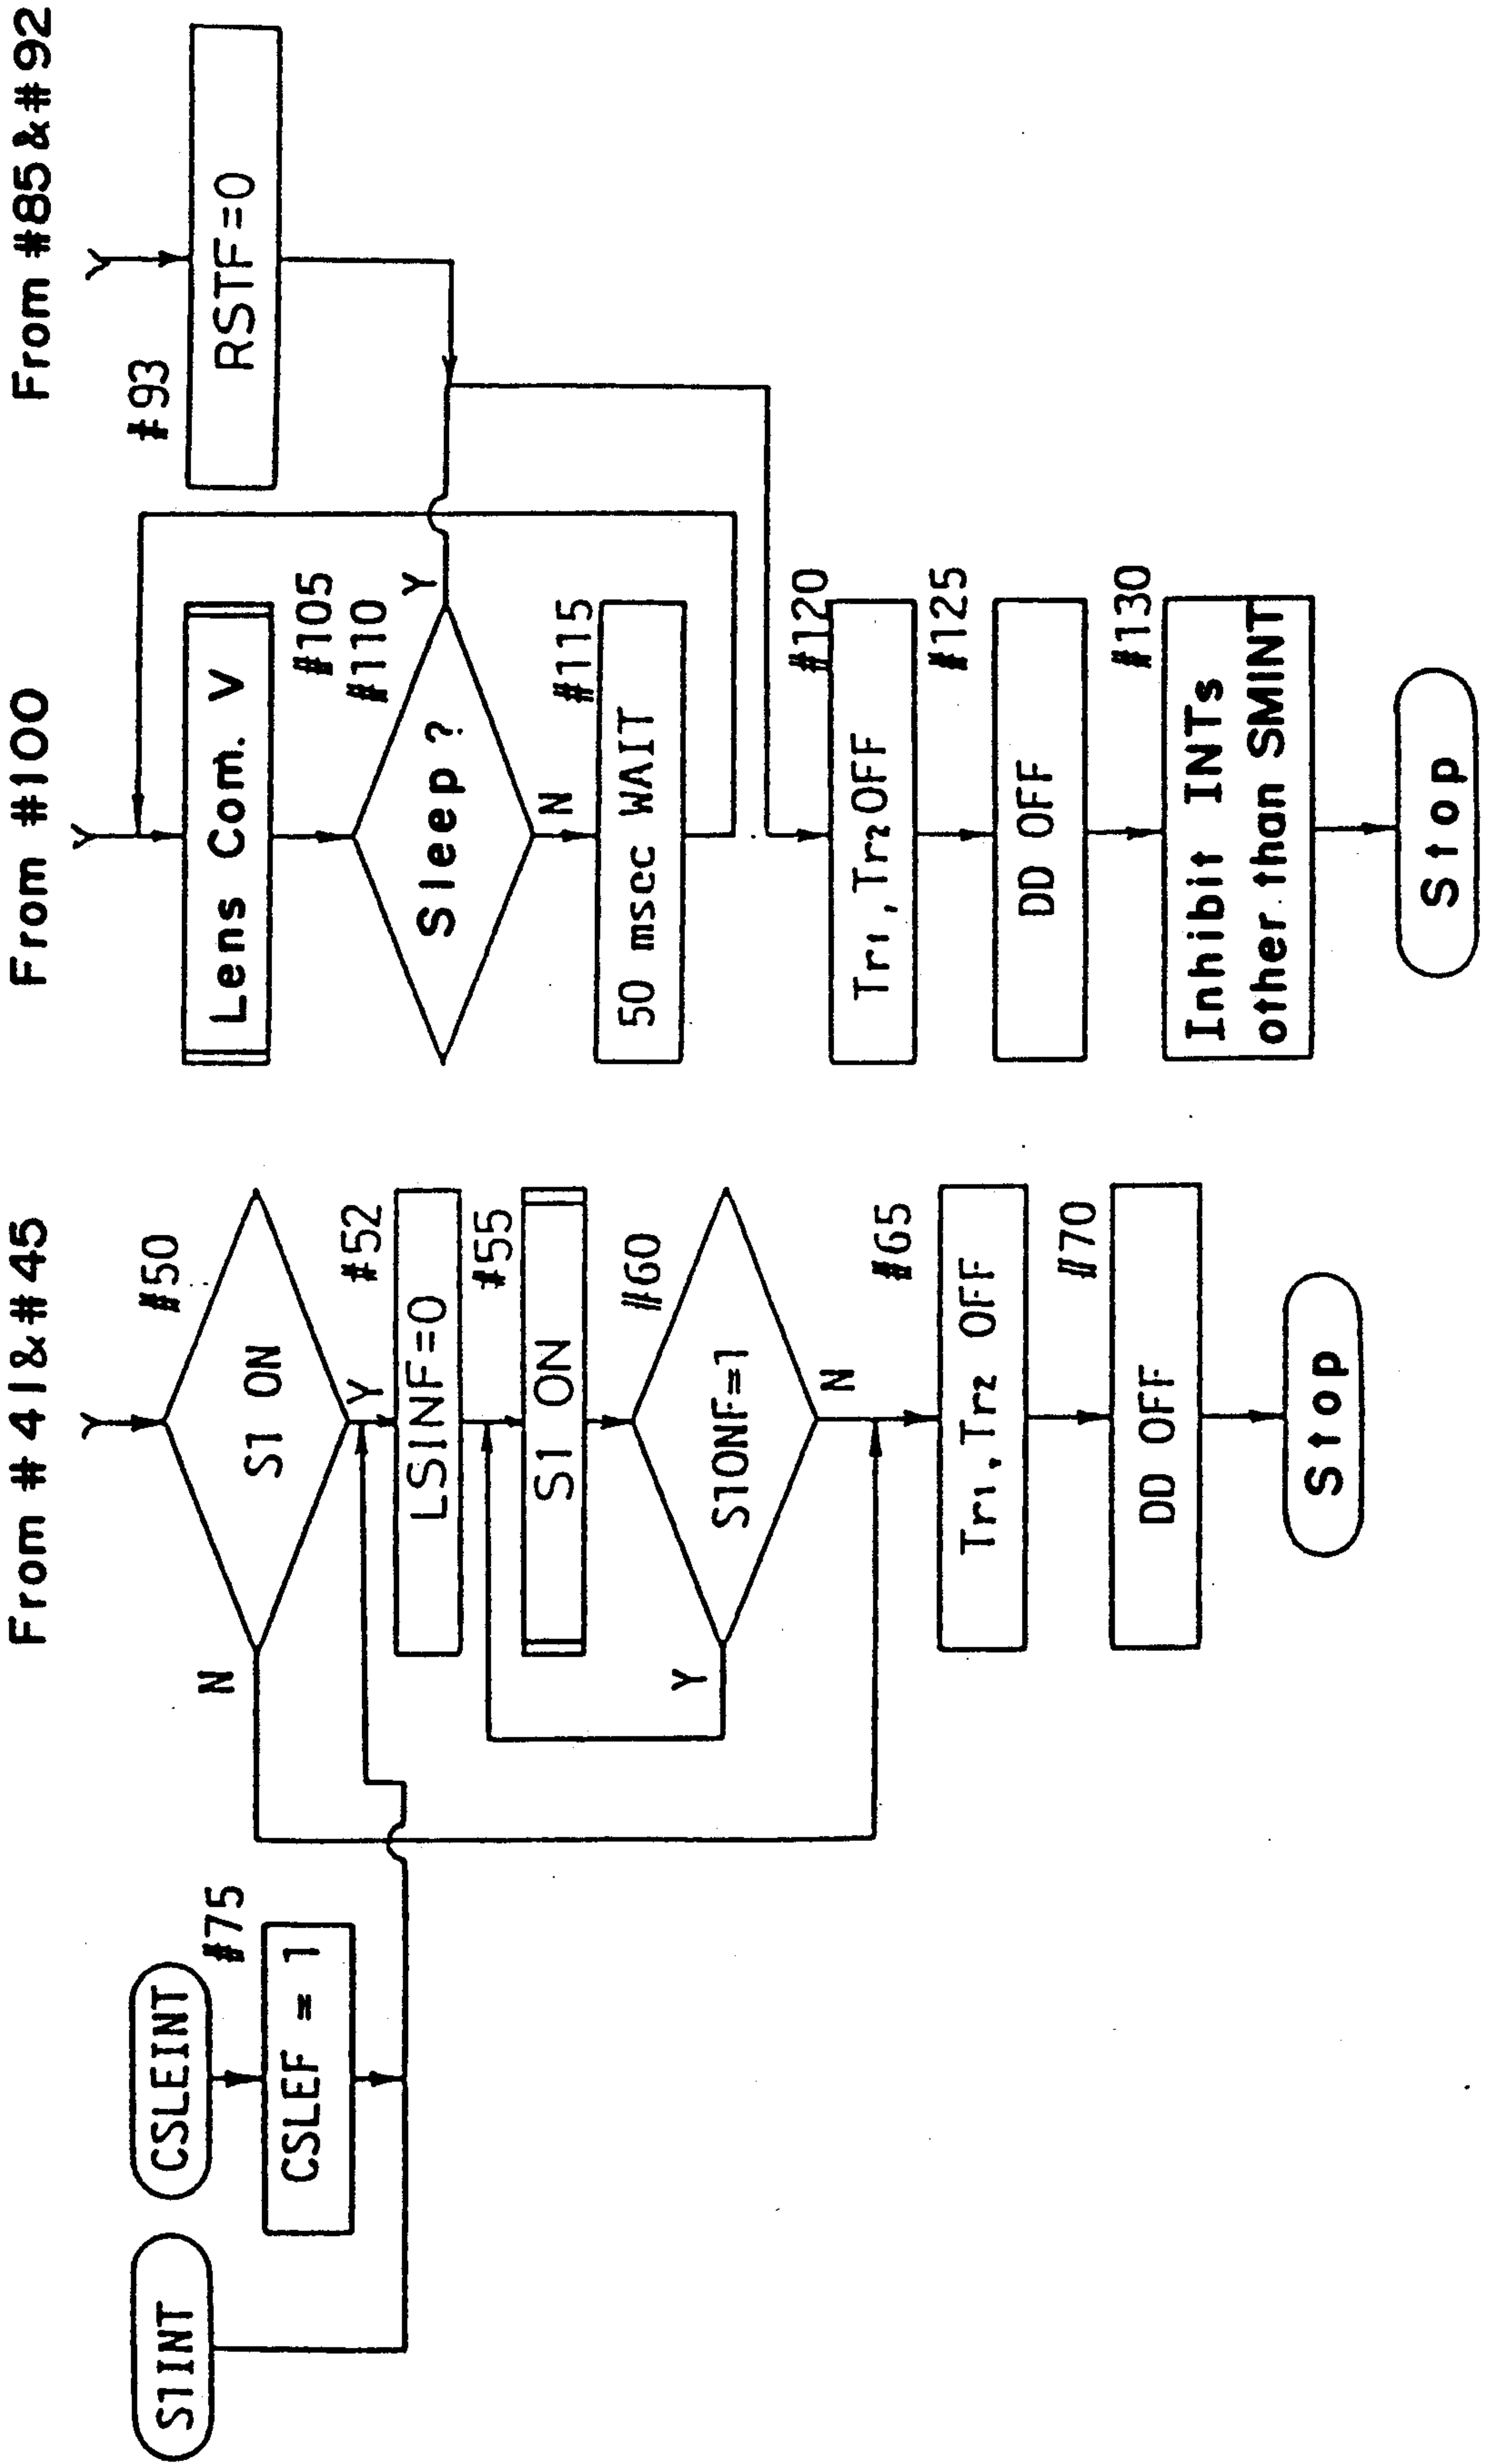 From #41&#45
From #100
From #85&#92
S1INT
CSLEINT
#75
CSLEF = 1
#50
S1 ON
N
Y
#52
LSINF=0
#55
S1 ON
#60
S1ONF=1
Y
N
#65
Tr1, Tr2 OFF
#70
DD OFF
Stop
Lens Com. V
#105
#110
Sleep?
Y
N
#115
50 msec WAIT
#93
RSTF=0
#120
Tr1, Tr2 OFF
#125
DD OFF
#130
Inhibit INTs
other than SMINT
Stop